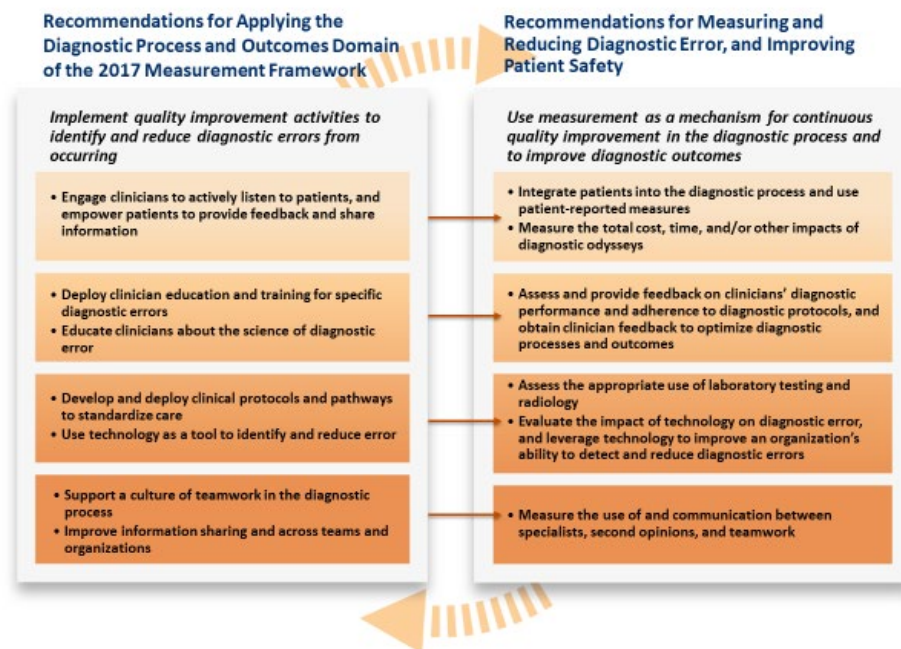 Recommendations for Applying the
Diagnostic Process and Outcomes Domain
of the 2017 Measurement Framework
Implement quality improvement activities to
identify and reduce diagnostic errors from
occurring
• Engage clinicians to actively listen to patients, and
empower patients to provide feedback and share
information
• Deploy clinician education and training for specific
diagnostic errors
• Educate clinicians about the science of diagnostic
error
• Develop and deploy clinical protocols and pathways
to standardize care
• Use technology as a tool to identify and reduce error
• Support a culture of teamwork in the diagnostic
process
• Improve information sharing and across teams and
organizations
Recommendations for Measuring and
Reducing Diagnostic Error, and Improving
Patient Safety
Use measurement as a mechanism for continuous
quality improvement in the diagnostic process and
to improve diagnostic outcomes
• Integrate patients into the diagnostic process and use
patient-reported measures
• Measure the total cost, time, and/or other impacts of
diagnostic odysseys
• Assess and provide feedback on clinicians' diagnostic
performance and adherence to diagnostic protocols, and
obtain clinician feedback to optimize diagnostic
processes and outcomes
• Assess the appropriate use of laboratory testing and
radiology
• Evaluate the impact of technology on diagnostic error,
and leverage technology to improve an organization's
ability to detect and reduce diagnostic errors
• Measure the use of and communication between
specialists, second opinions, and teamwork